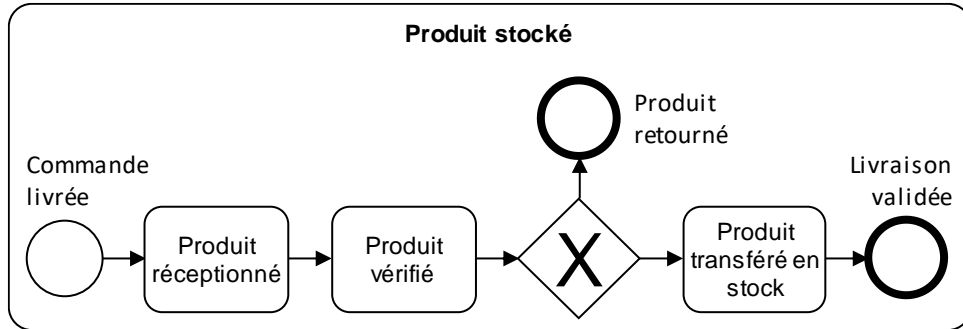 Produit stocké
Produit
retourné
Commande
livrée
Livraison
validée
Produit
réceptionné
Produit
vérifié
X
Produit
transféré en
stock